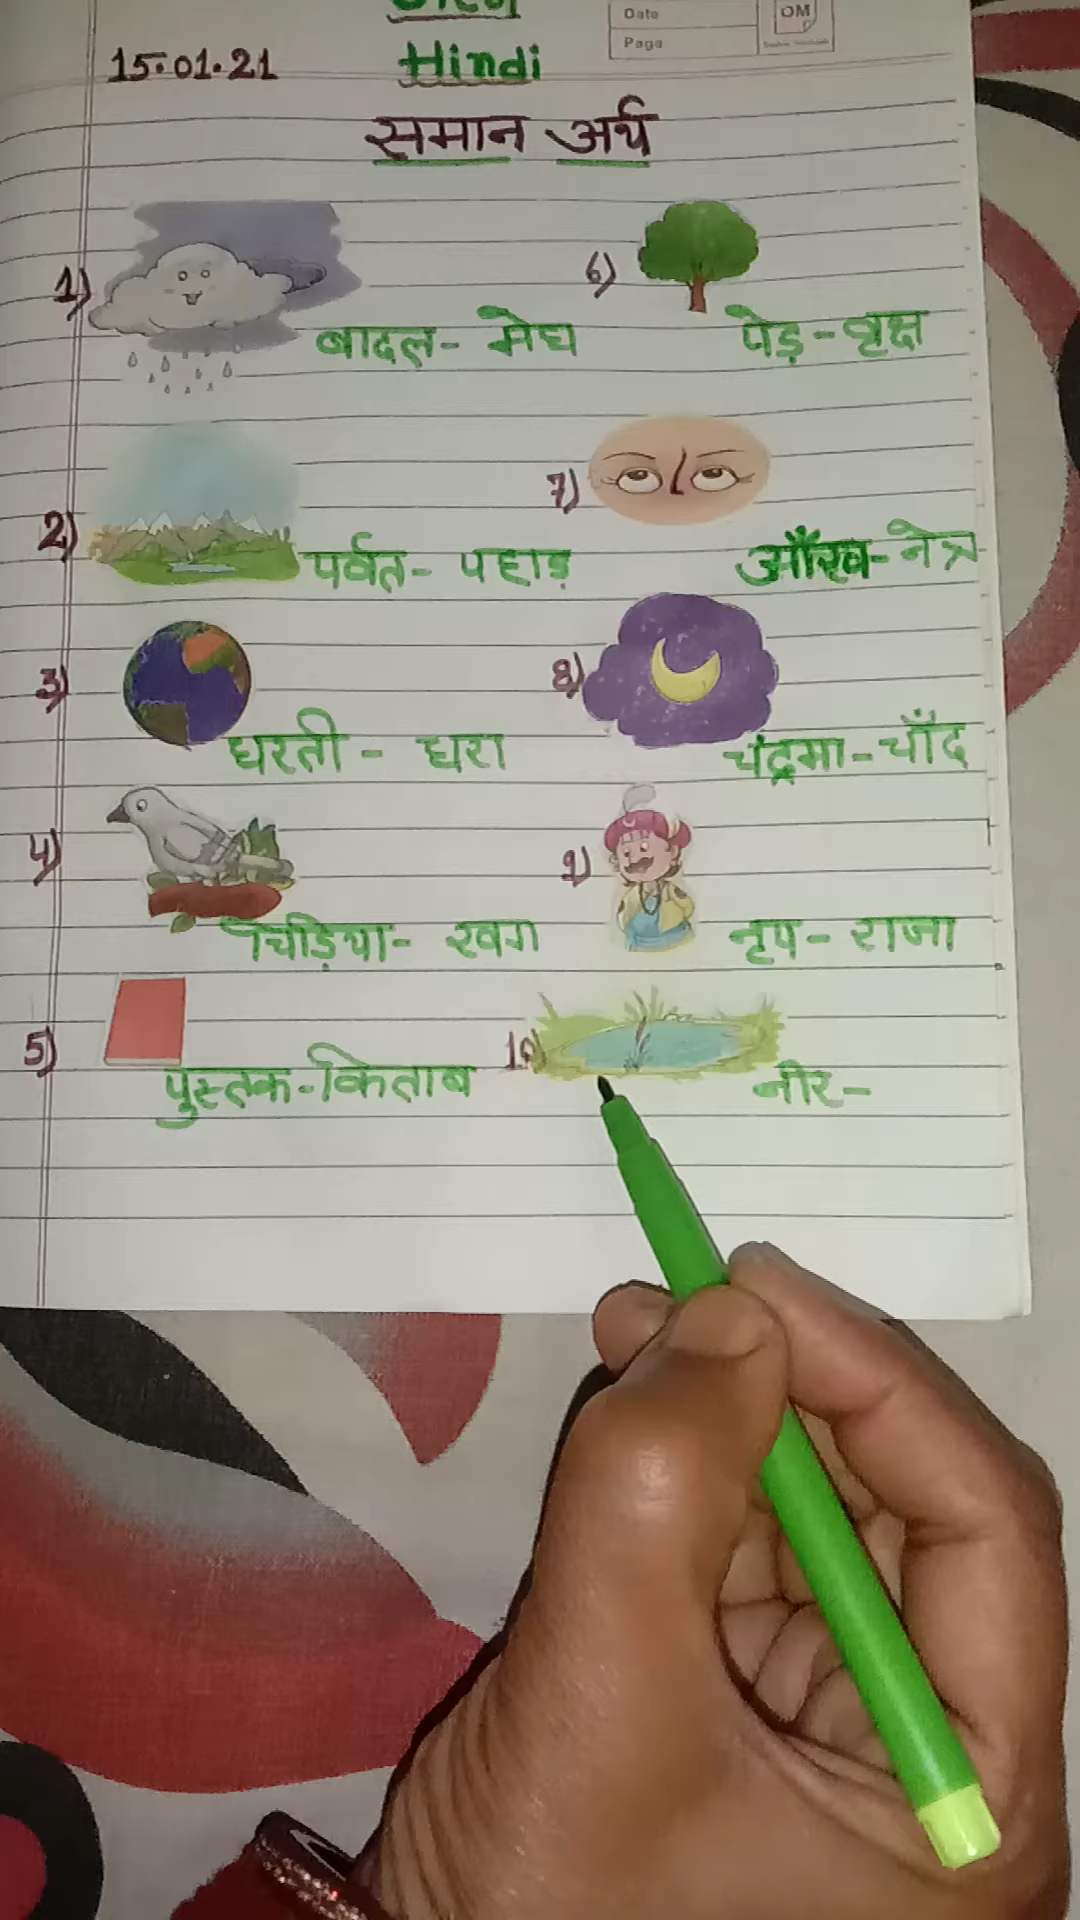 Date
OM
Page
15.01.21
Hindi
समान अर्थ
1) बादल - मेघ
2) पर्वत - पहाड़
3) धरती - धरा
4) चिड़िया - खग
5) पुस्तक - किताब
6) पेड़ - वृक्ष
7) आँख - नेत्र
8) चंद्रमा - चाँद
9) नृप - राजा
10) नीर -